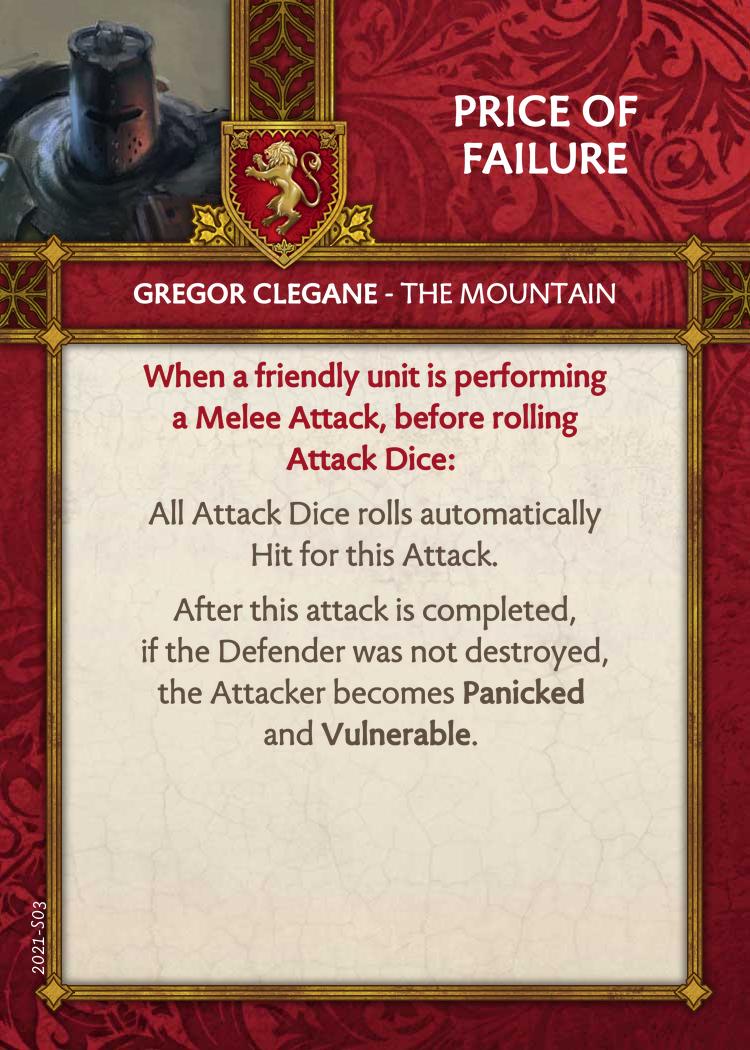 PRICE OF
FAILURE
GREGOR CLEGANE - THE MOUNTAIN
When a friendly unit is performing
a Melee Attack, before rolling
Attack Dice:
All Attack Dice rolls automatically
Hit for this Attack.
After this attack is completed,
if the Defender was not destroyed,
the Attacker becomes Panicked
and Vulnerable.
2021-S03